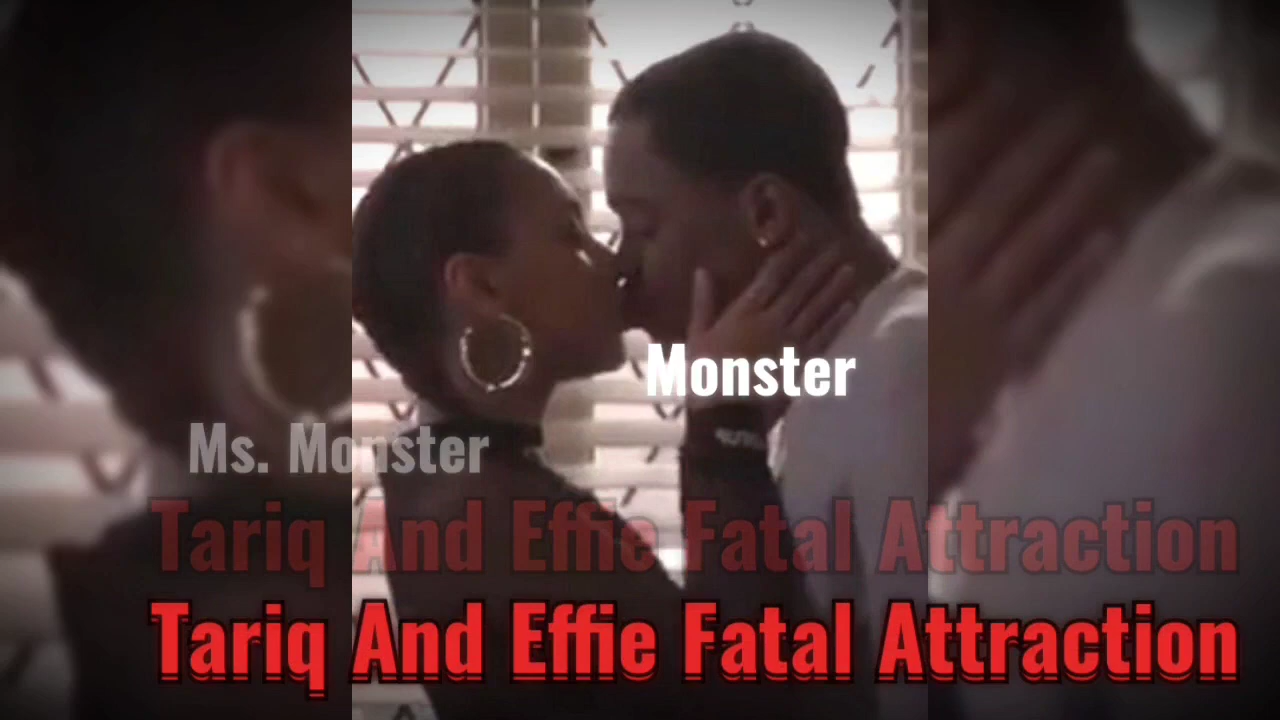 Monster
Ms. Monster
Tariq And Effie Fatal Attraction
Tariq And Effie Fatal Attraction